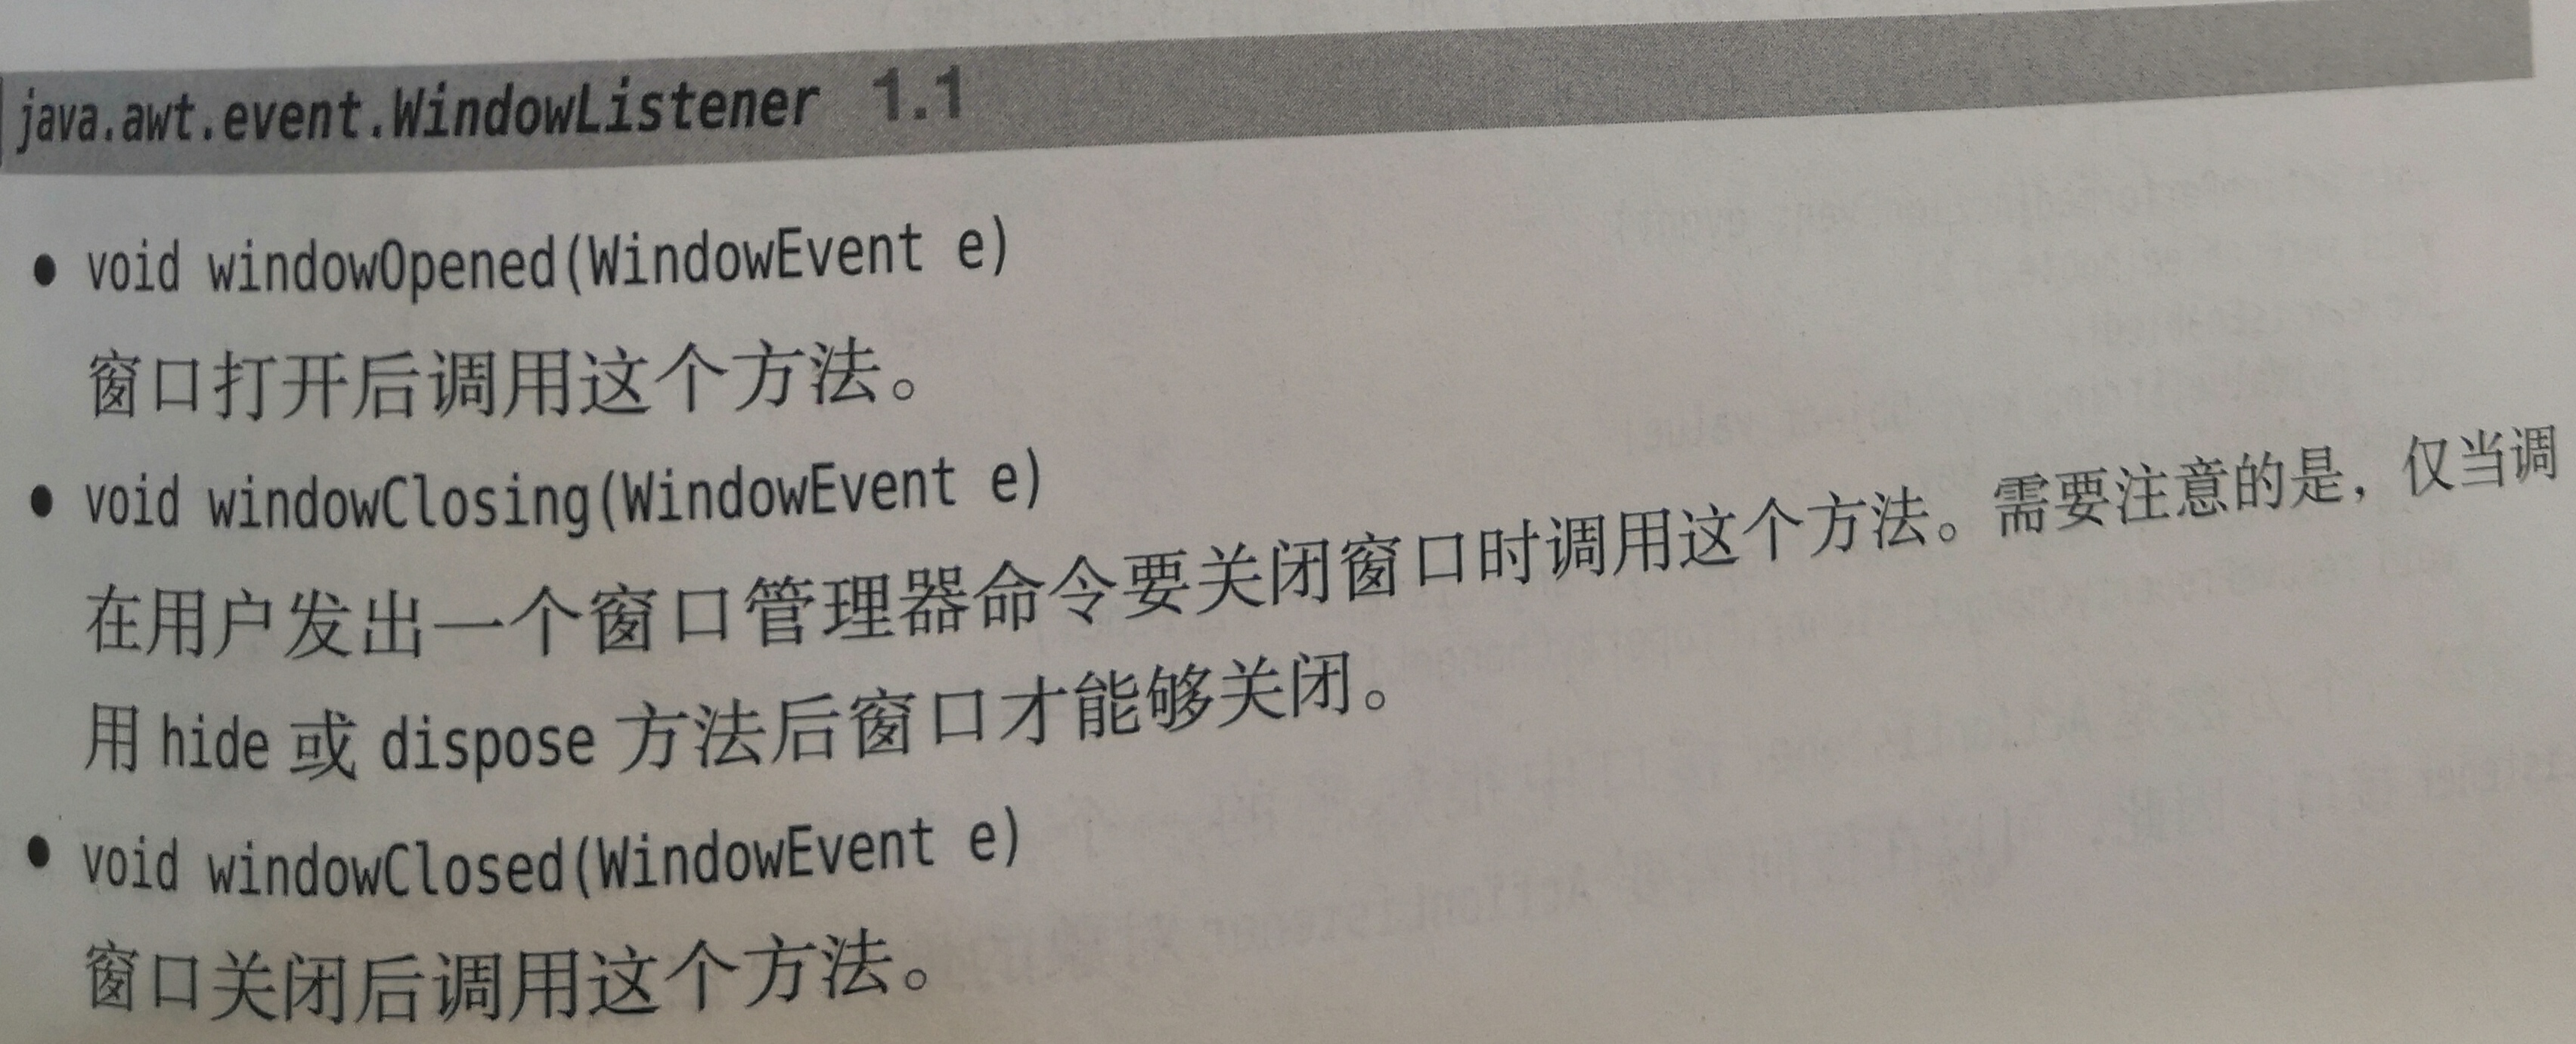 java.awt.event.WindowListener 1.1
• void windowOpened(WindowEvent e)
窗口打开后调用这个方法。
• void windowClosing(WindowEvent e)
在用户发出一个窗口管理器命令要关闭窗口时调用这个方法。需要注意的是，仅当调
用 hide 或 dispose 方法后窗口才能够关闭。
• void windowClosed(WindowEvent e)
窗口关闭后调用这个方法。